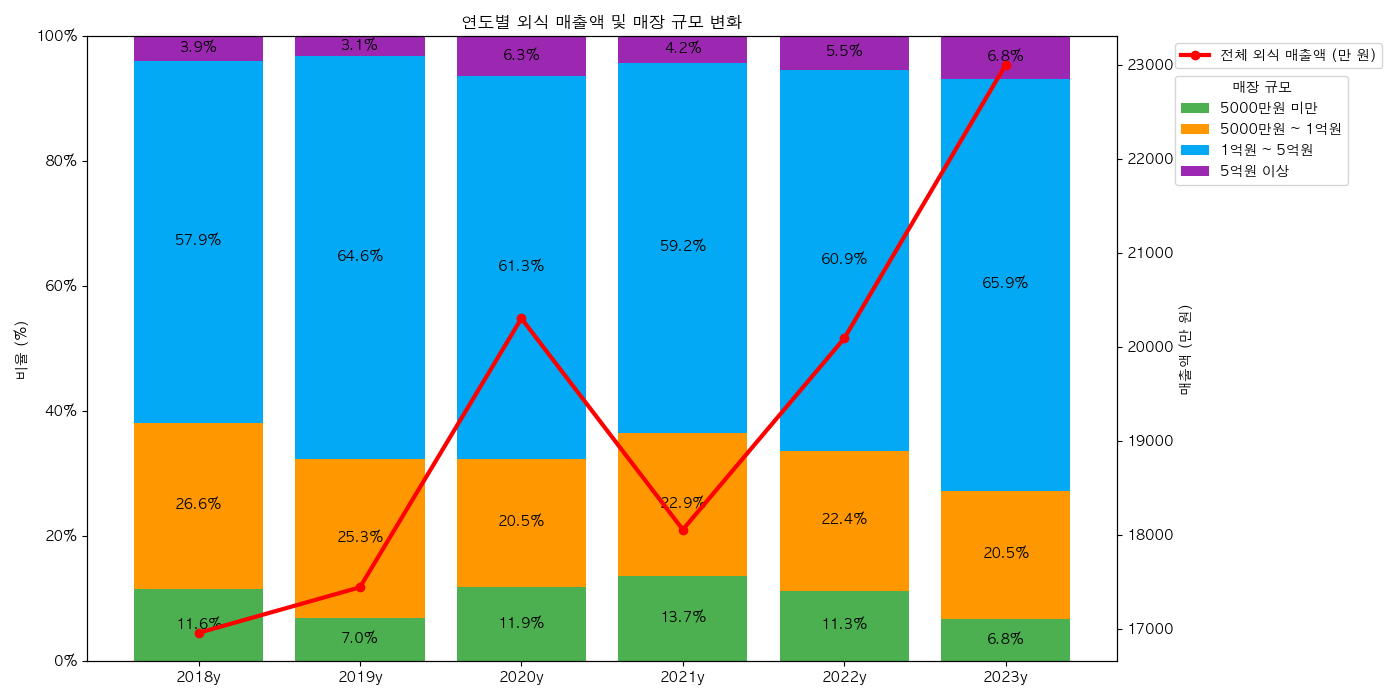 연도별 외식 매출액 및 매장 규모 변화
100%
80%
60%
40%
20%
0%
비율 (%)
3.9%
3.1%
6.3%
4.2%
5.5%
6.8%
57.9%
64.6%
61.3%
59.2%
60.9%
65.9%
26.6%
25.3%
20.5%
22.9%
22.4%
20.5%
11.6%
7.0%
11.9%
13.7%
11.3%
6.8%
2018y
2019y
2020y
2021y
2022y
2023y
23000
22000
21000
20000
19000
18000
17000
매출액 (만 원)
전체 외식 매출액 (만 원)
매장 규모
5000만원 미만
5000만원 ~ 1억원
1억원 ~ 5억원
5억원 이상